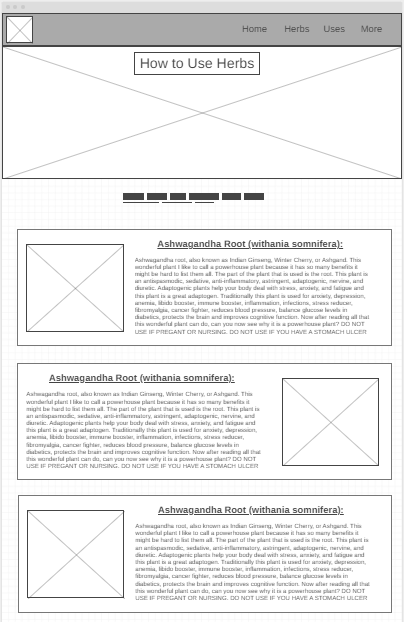 Home Herbs Uses More
How to Use Herbs
Ashwagandha Root (withania somnifera):
Ashwagandha root, also known as Indian Ginseng, Winter Cherry, or Ashgand. This
wonderful plant I like to call a powerhouse plant because it has so many benefits it
might be hard to list them all. The part of the plant that is used is the root. This plant is
an antispasmodic, sedative, anti-inflammatory, astringent, adaptogenic, nervine, and
diuretic. Adaptogenic plants help your body deal with stress, anxiety, and fatigue and
this plant is a great adaptogen. Traditionally this plant is used for anxiety, depression,
anemia, libido booster, immune booster, inflammation, infections, stress reducer,
fibromyalgia, cancer fighter, reduces blood pressure, balance glucose levels in
diabetics, protects the brain and improves cognitive function. Now after reading all that
this wonderful plant can do, can you now see why it is a powerhouse plant? DO NOT
USE IF PREGANT OR NURSING. DO NOT USE IF YOU HAVE A STOMACH ULCER
Ashwagandha Root (withania somnifera):
Ashwagandha root, also known as Indian Ginseng, Winter Cherry, or Ashgand. This
wonderful plant I like to call a powerhouse plant because it has so many benefits it
might be hard to list them all. The part of the plant that is used is the root. This plant is
an antispasmodic, sedative, anti-inflammatory, astringent, adaptogenic, nervine, and
diuretic. Adaptogenic plants help your body deal with stress, anxiety, and fatigue and
this plant is a great adaptogen. Traditionally this plant is used for anxiety, depression,
anemia, libido booster, immune booster, inflammation, infections, stress reducer,
fibromyalgia, cancer fighter, reduces blood pressure, balance glucose levels in
diabetics, protects the brain and improves cognitive function. Now after reading all that
this wonderful plant can do, can you now see why it is a powerhouse plant? DO NOT
USE IF PREGANT OR NURSING. DO NOT USE IF YOU HAVE A STOMACH ULCER
Ashwagandha Root (withania somnifera):
Ashwagandha root, also known as Indian Ginseng, Winter Cherry, or Ashgand. This
wonderful plant I like to call a powerhouse plant because it has so many benefits it
might be hard to list them all. The part of the plant that is used is the root. This plant is
an antispasmodic, sedative, anti-inflammatory, astringent, adaptogenic, nervine, and
diuretic. Adaptogenic plants help your body deal with stress, anxiety, and fatigue and
this plant is a great adaptogen. Traditionally this plant is used for anxiety, depression,
anemia, libido booster, immune booster, inflammation, infections, stress reducer,
fibromyalgia, cancer fighter, reduces blood pressure, balance glucose levels in
diabetics, protects the brain and improves cognitive function. Now after reading all that
this wonderful plant can do, can you now see why it is a powerhouse plant? DO NOT
USE IF PREGANT OR NURSING. DO NOT USE IF YOU HAVE A STOMACH ULCER